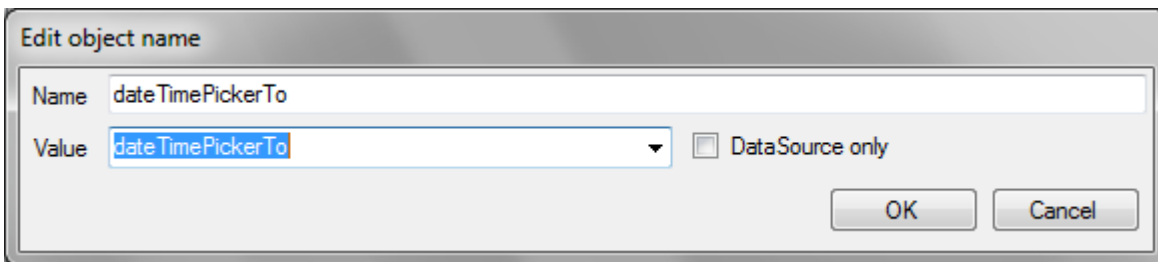 Edit object name
Name dateTimePickerTo
Value dateTimePickerTo DataSource only
OK Cancel